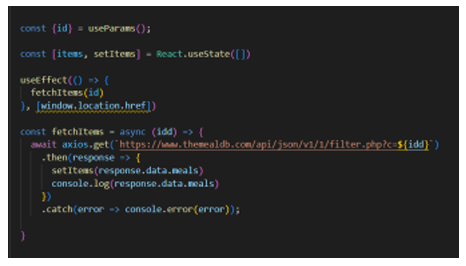 const {id} = useParams();
const [items, setItems] = React.useState([])
useEffect(() => {
fetchItems(id)
}, [window.location.href])
const fetchItems = async (idd) => {
await axios.get(`https://www.themealdb.com/api/json/v1/1/filter.php?c=${idd}`)
.then(response => {
setItems(response.data.meals)
console.log(response.data.meals)
})
.catch(error => console.error(error));
}